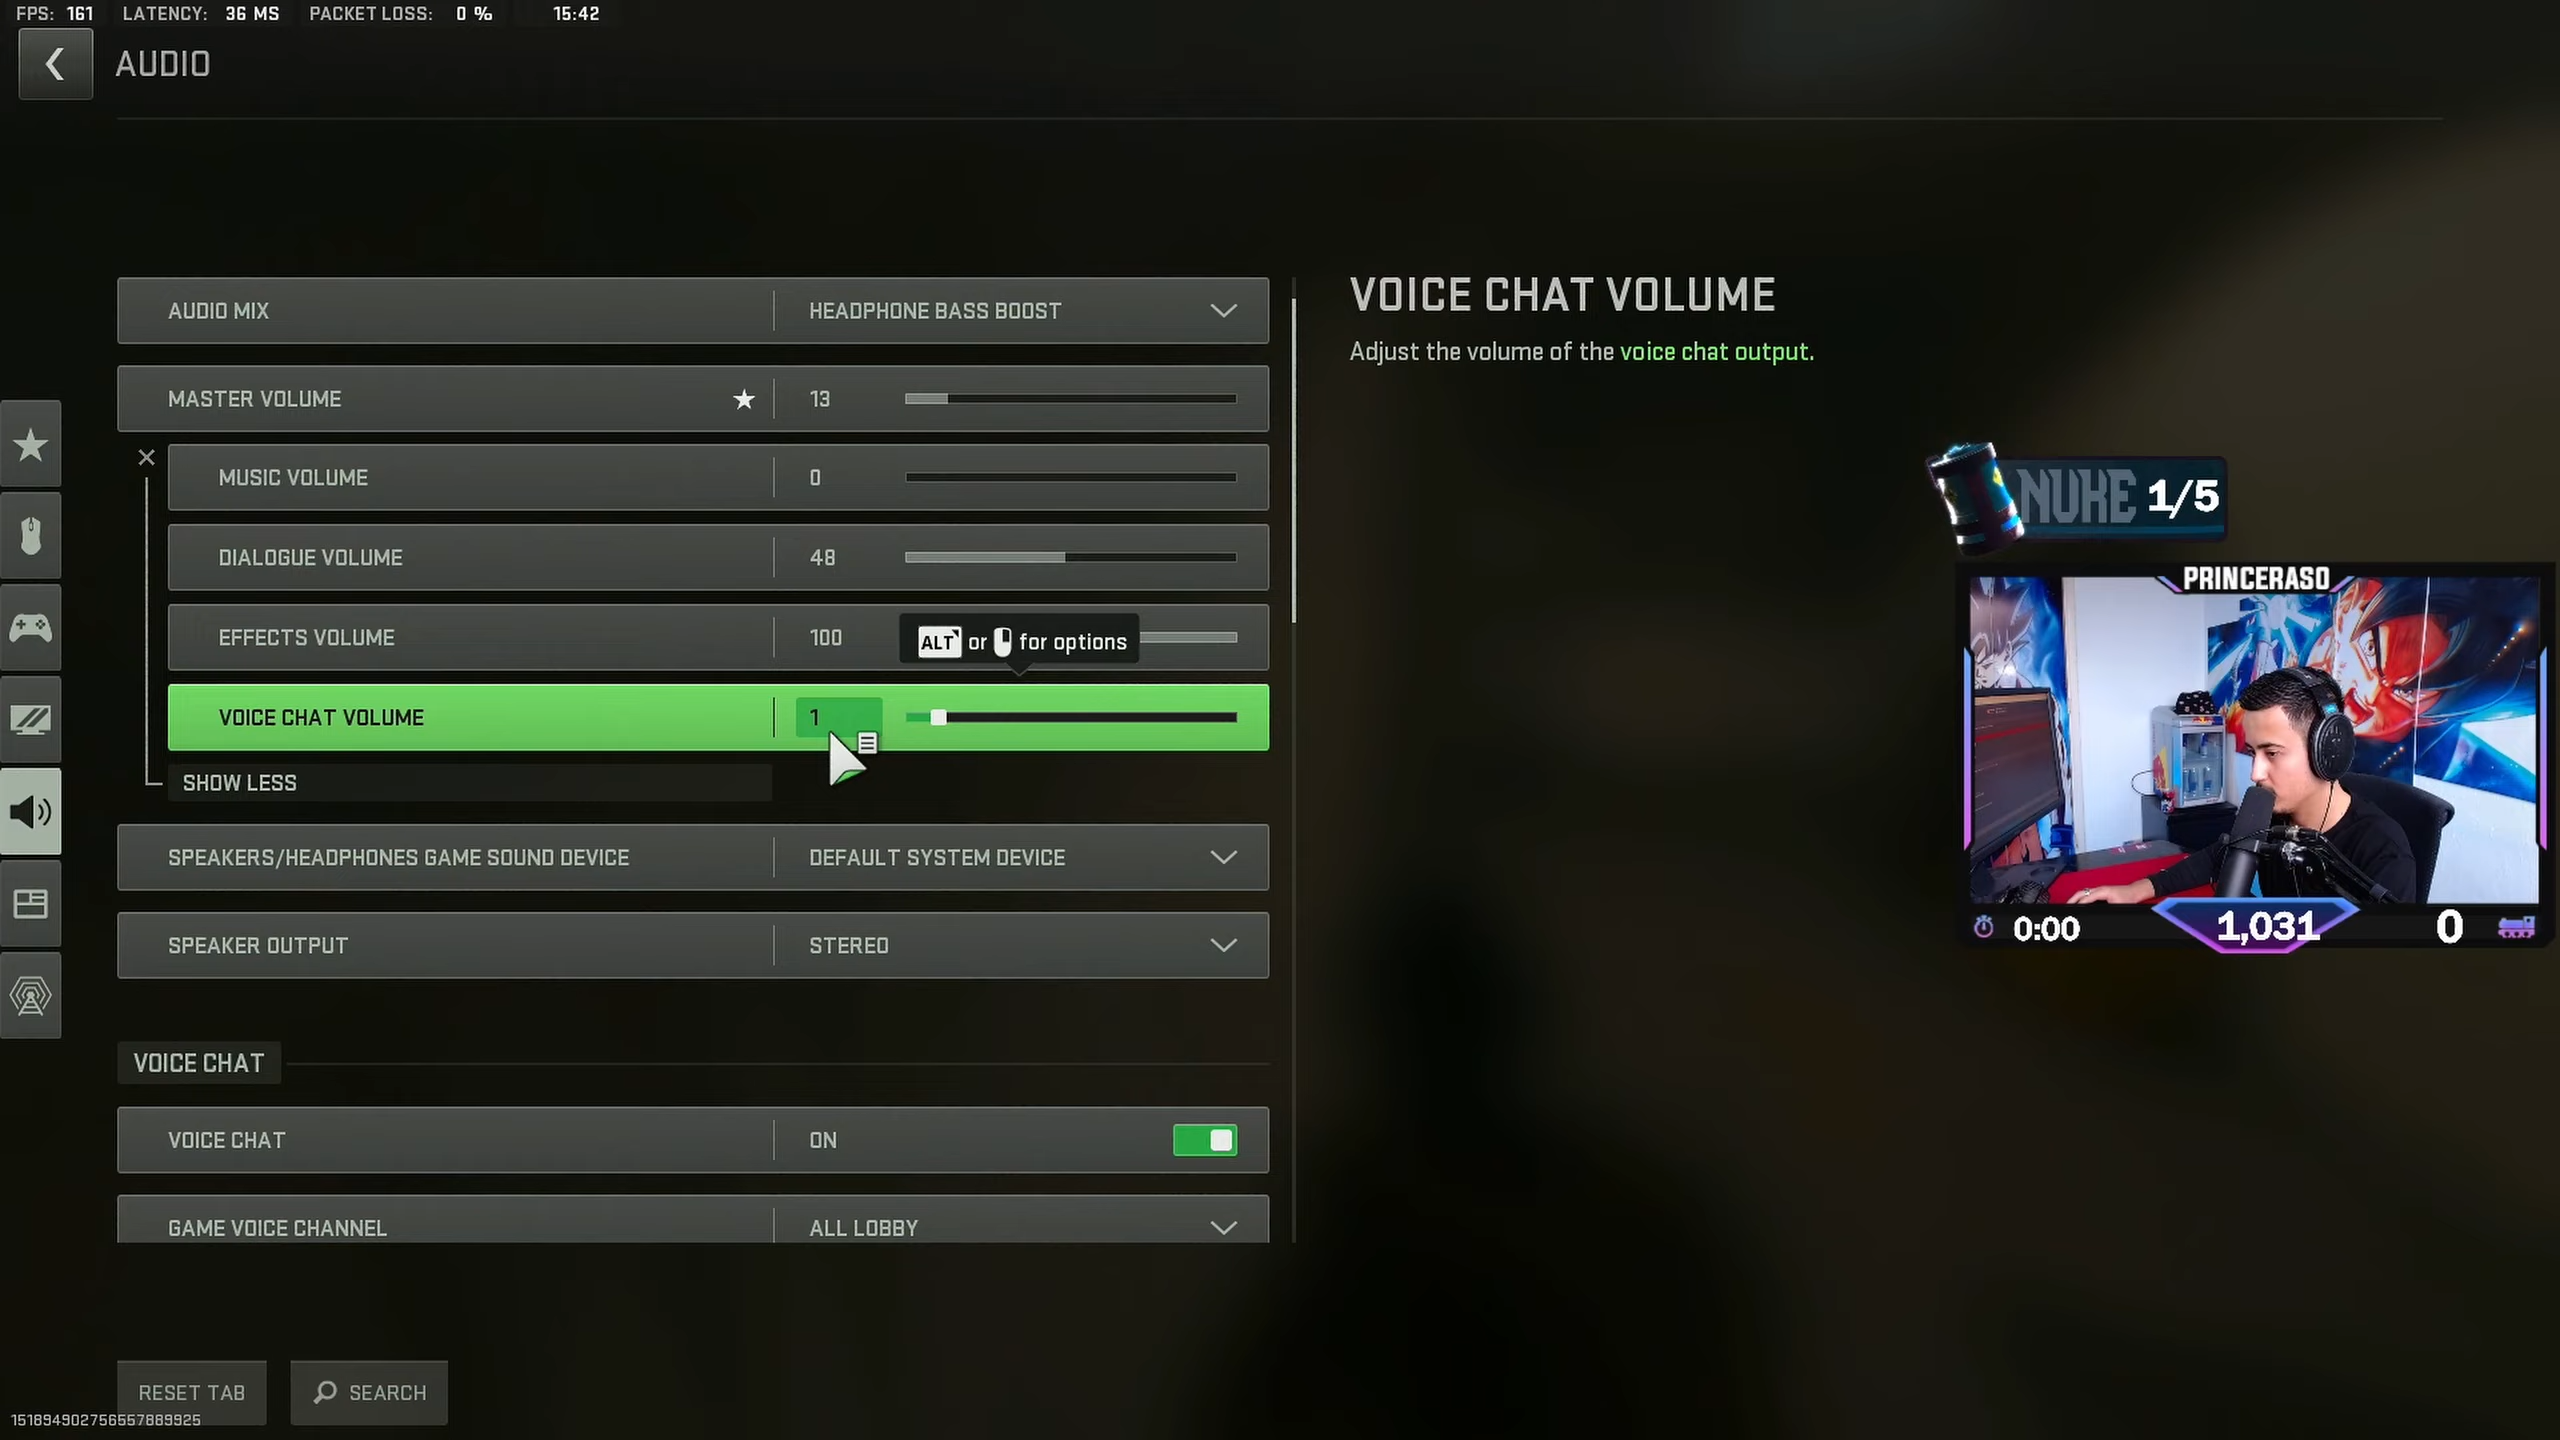 FPS: 161 LATENCY: 36 MS PACKET LOSS: 0 % 15:42
AUDIO
AUDIO MIX HEADPHONE BASS BOOST
MASTER VOLUME 13
MUSIC VOLUME 0
DIALOGUE VOLUME 48
EFFECTS VOLUME 100
ALT or for options
VOICE CHAT VOLUME 1
SHOW LESS
SPEAKERS/HEADPHONES GAME SOUND DEVICE DEFAULT SYSTEM DEVICE
SPEAKER OUTPUT STEREO
VOICE CHAT
VOICE CHAT ON
GAME VOICE CHANNEL ALL LOBBY
RESET TAB SEARCH
151894902756557889925
VOICE CHAT VOLUME
Adjust the volume of the voice chat output.
NUKE 1/5
PRINCERASO
0:00 1,031 0